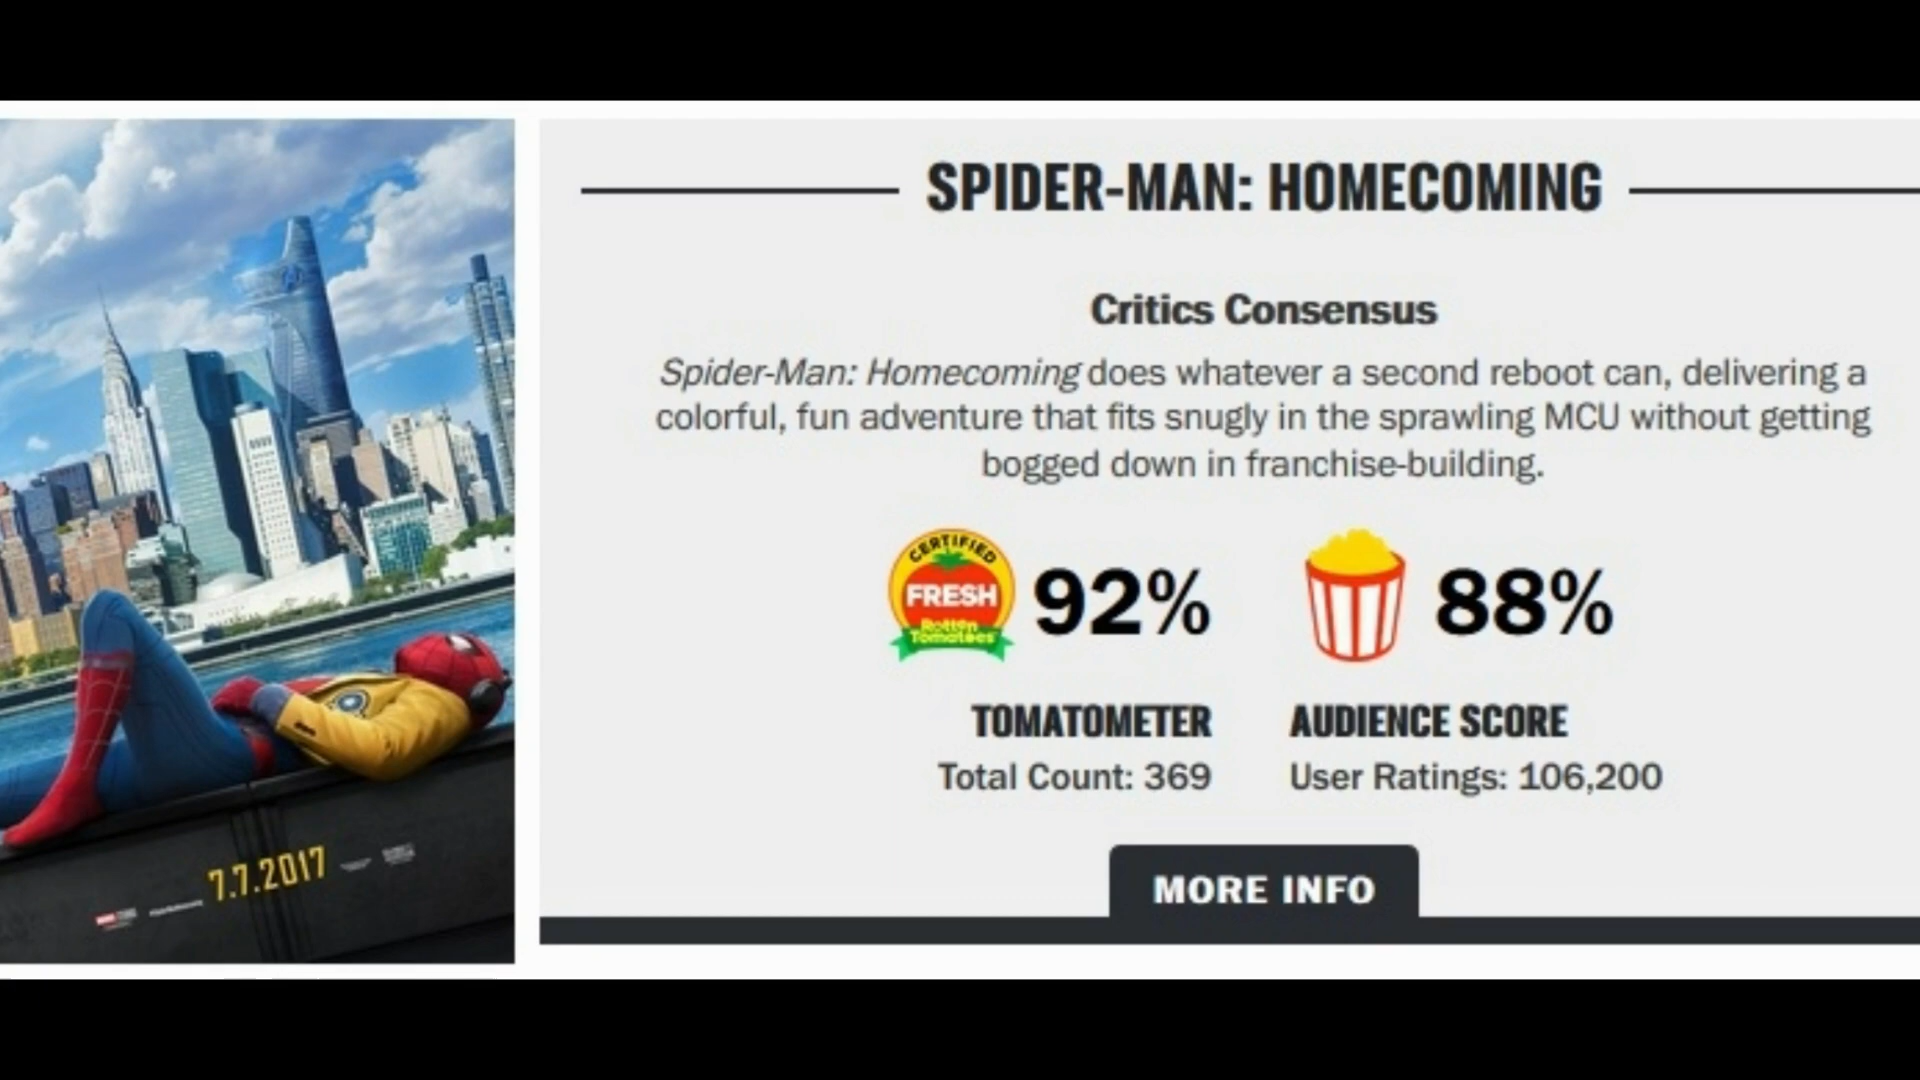 SPIDER-MAN: HOMECOMING
Critics Consensus
Spider-Man: Homecoming does whatever a second reboot can, delivering a
colorful, fun adventure that fits snugly in the sprawling MCU without getting
bogged down in franchise-building.
CERTIFIED
FRESH
Rotten
Tomatoes
92%
88%
TOMATOMETER
AUDIENCE SCORE
Total Count: 369
User Ratings: 106,200
MORE INFO
7.7.2017